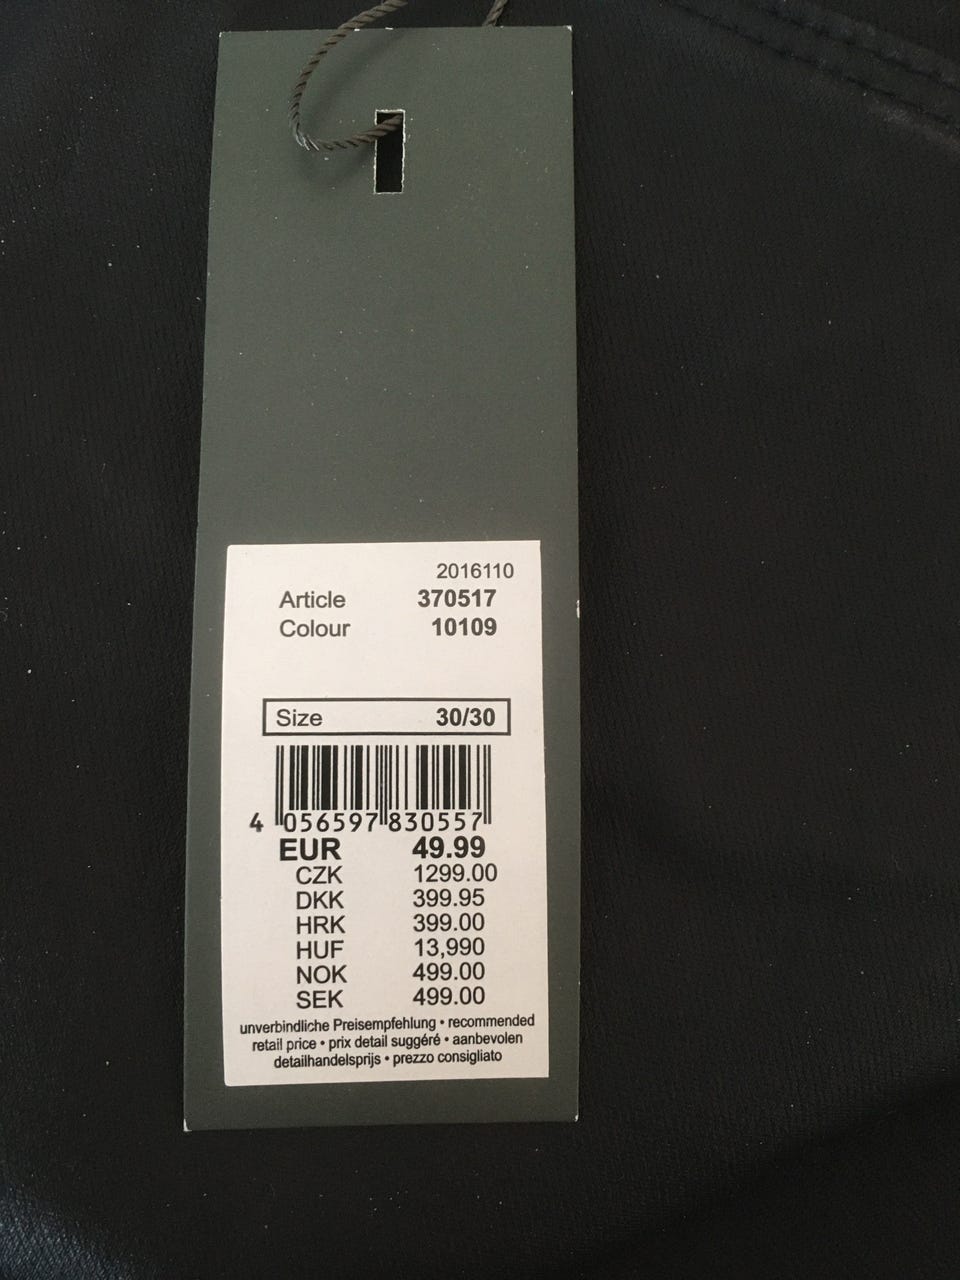 2016110
Article 370517
Colour 10109
Size 30/30
4 056597 830557
EUR 49.99
CZK 1299.00
DKK 399.95
HRK 399.00
HUF 13,990
NOK 499.00
SEK 499.00
unverbindliche Preisempfehlung • recommended
retail price • prix detail suggéré • aanbevolen
detailhandelsprijs • prezzo consigliato